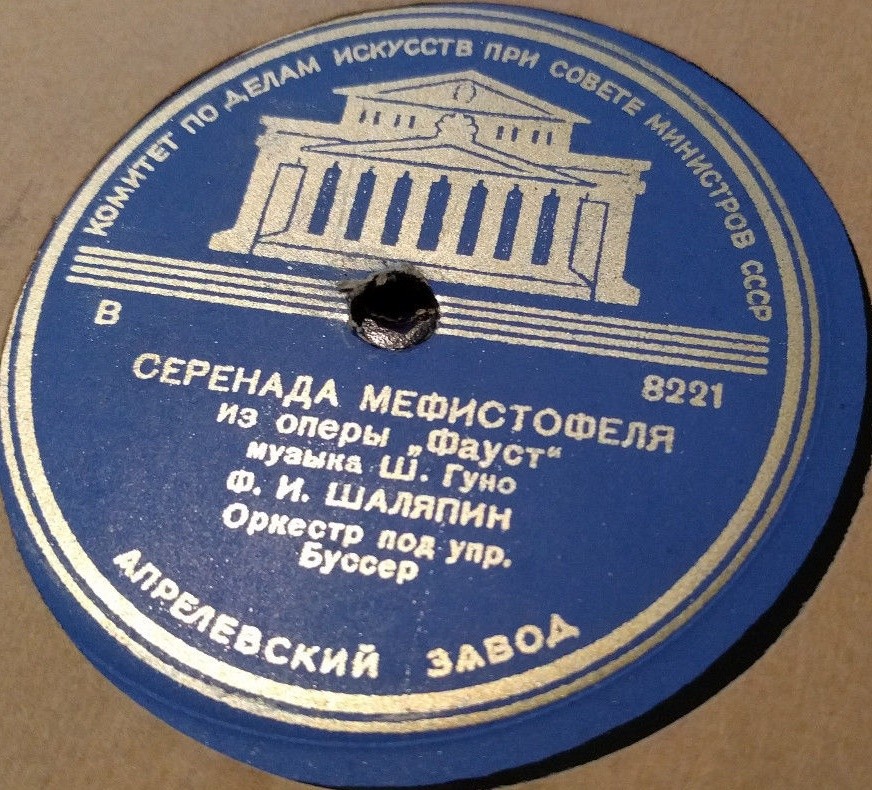 КОМИТЕТ ПО ДЕЛАМ ИСКУССТВ ПРИ СОВЕТЕ МИНИСТРОВ СССР
В 8221
СЕРЕНАДА МЕФИСТОФЕЛЯ
из оперы „Фауст“
музыка Ш. Гуно
Ф. И. ШАЛЯПИН
Оркестр под упр.
Буссер
АПРЕЛЕВСКИЙ ЗАВОД